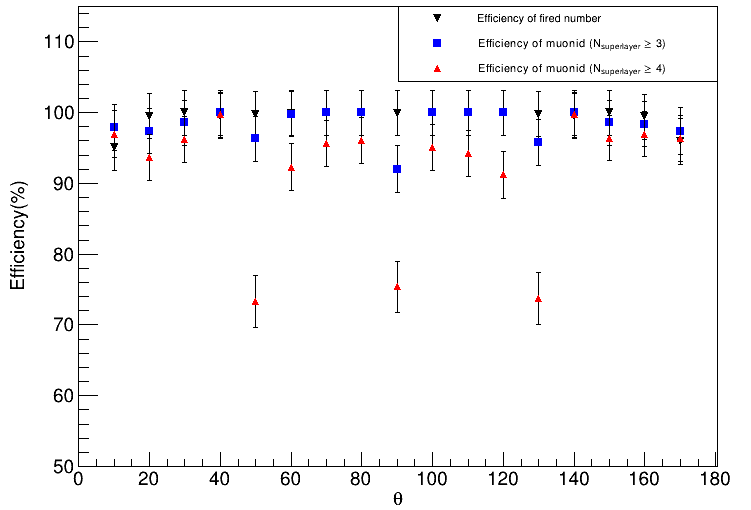 Efficiency of fired number
Efficiency of muonid (N_superlayer ≥ 3)
Efficiency of muonid (N_superlayer ≥ 4)
Efficiency(%)
110
100
90
80
70
60
50
0 20 40 60 80 100 120 140 160 180
θ